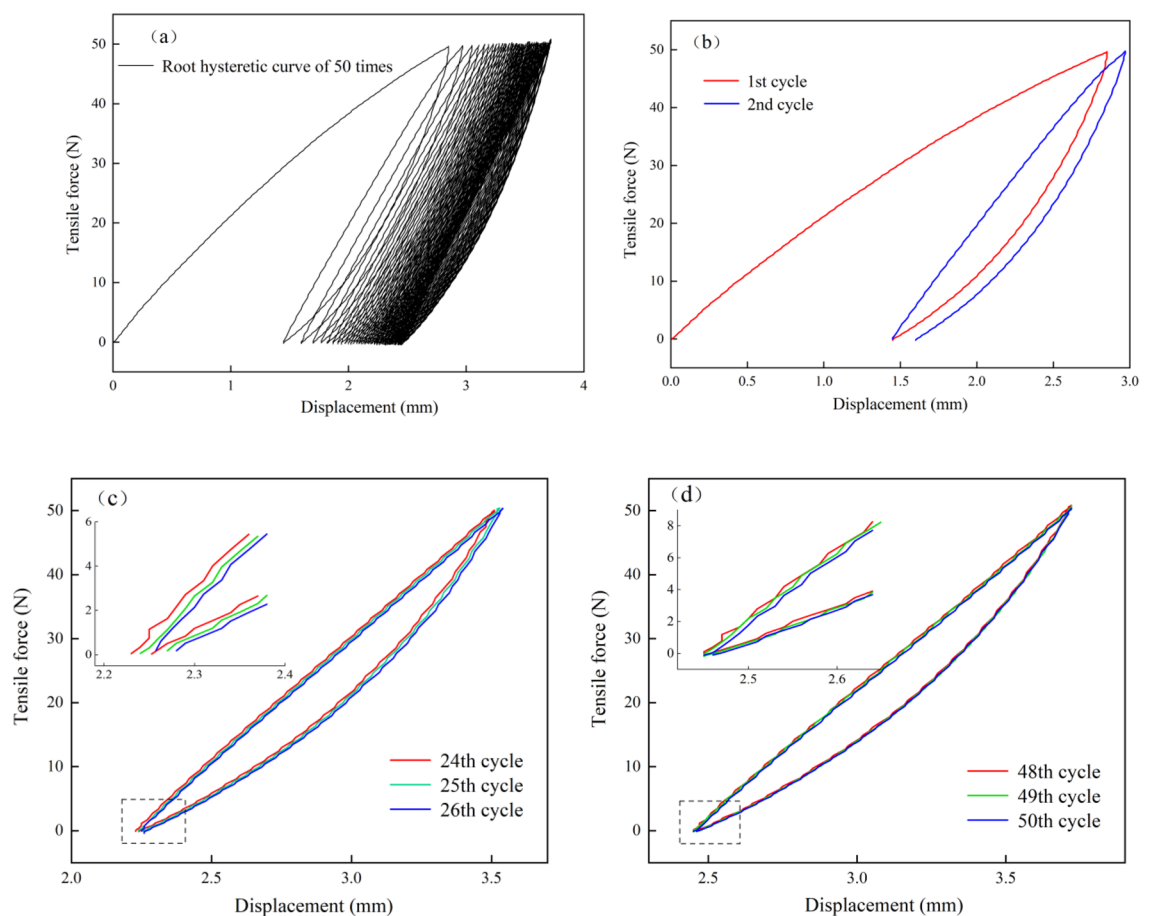 (a)
Root hysteretic curve of 50 times
50
40
30
20
10
0
Tensile force (N)
0 1 2 3 4
Displacement (mm)
(b)
1st cycle
2nd cycle
50
40
30
20
10
0
Tensile force (N)
0.0 0.5 1.0 1.5 2.0 2.5 3.0
Displacement (mm)
(c)
50
40
30
20
10
0
Tensile force (N)
6
4
2
0
2.2 2.3 2.4
24th cycle
25th cycle
26th cycle
2.0 2.5 3.0 3.5
Displacement (mm)
(d)
50
40
30
20
10
0
Tensile force (N)
8
6
4
2
0
2.5 2.6
48th cycle
49th cycle
50th cycle
2.5 3.0 3.5
Displacement (mm)